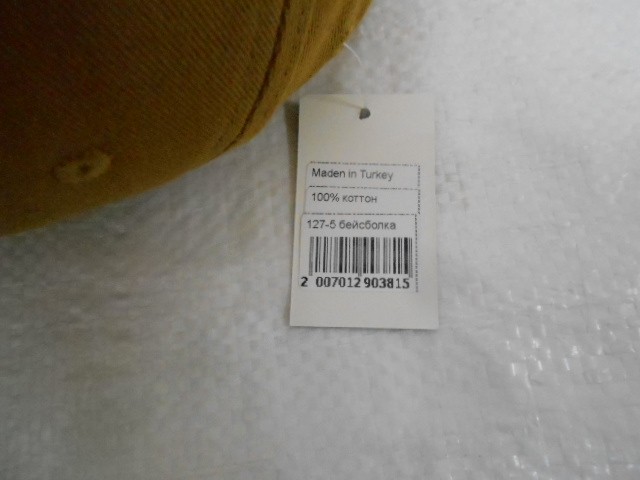 Maden in Turkey
100% коттон
127-5 бейсболка
2 007012 903815